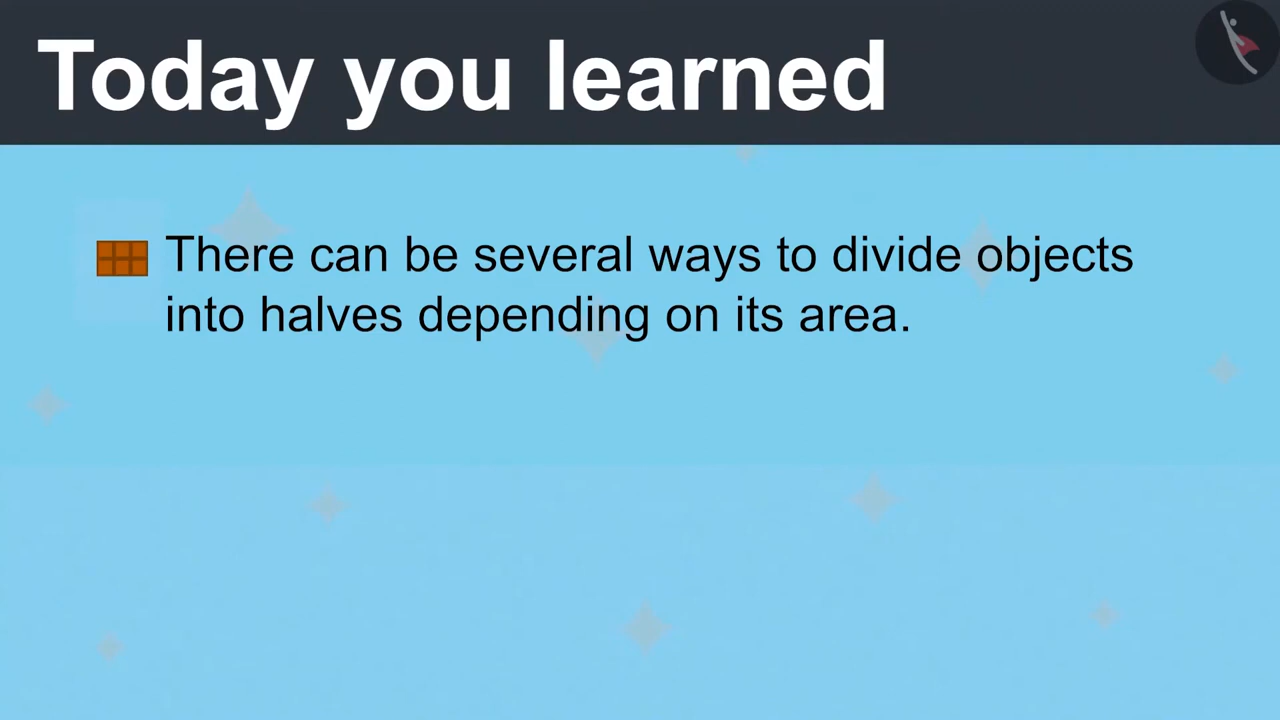 Today you learned
There can be several ways to divide objects
into halves depending on its area.